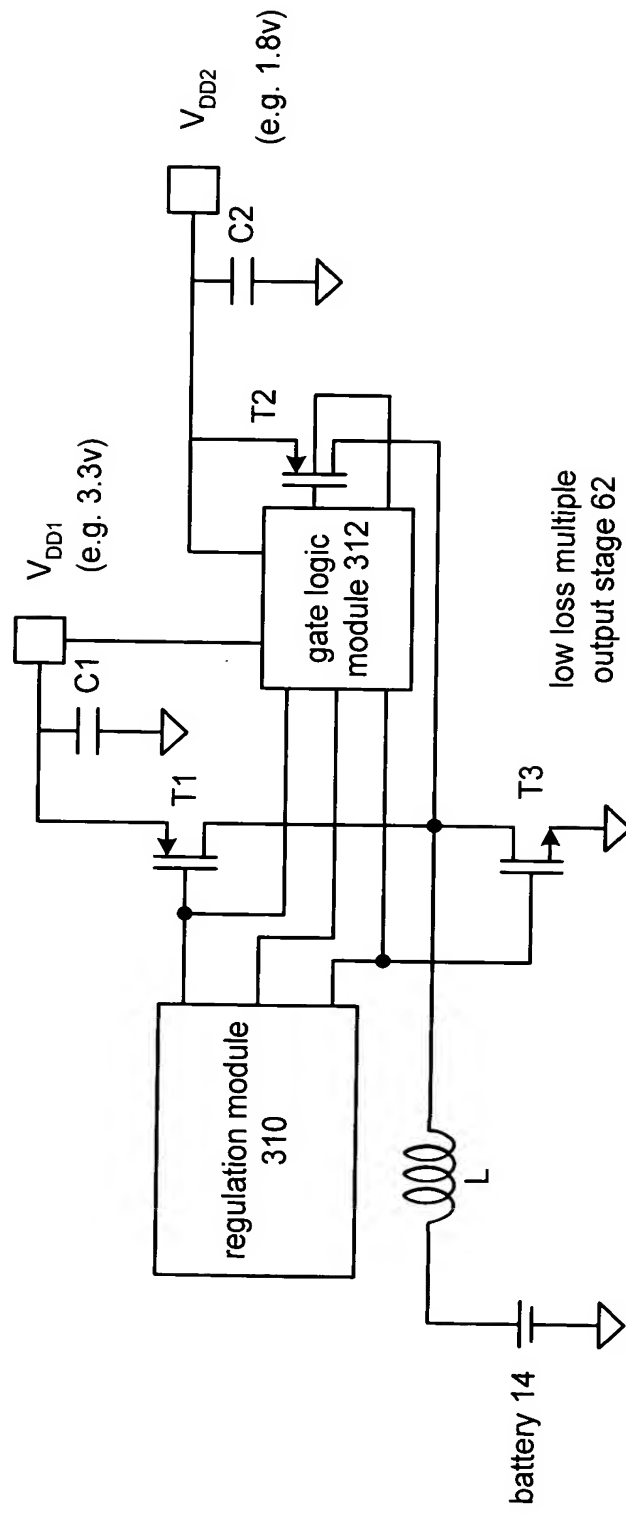 V_DD1
(e.g. 3.3v)
V_DD2
(e.g. 1.8v)
C1
C2
T1
T2
regulation module
310
gate logic
module 312
T3
L
battery 14
low loss multiple
output stage 62